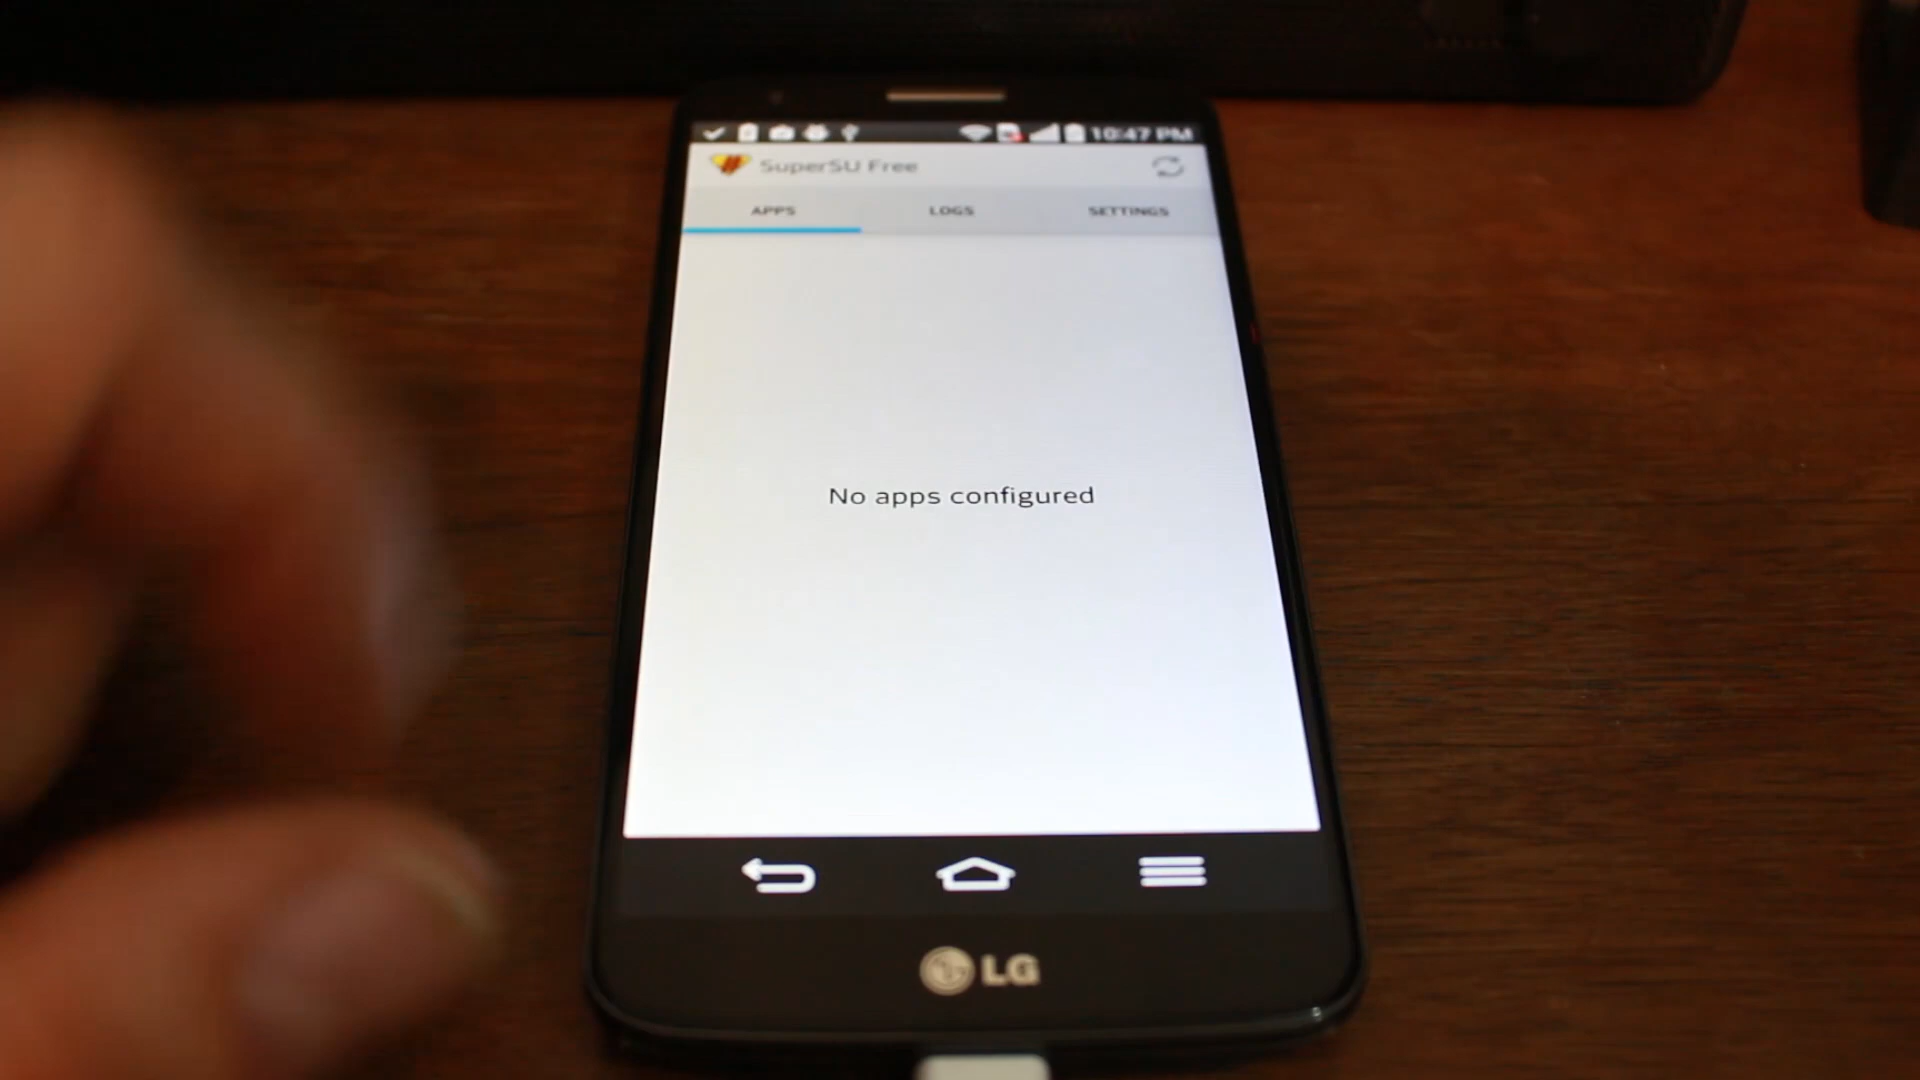 10:47 PM
SuperSU Free
APPS LOGS SETTINGS
No apps configured
LG